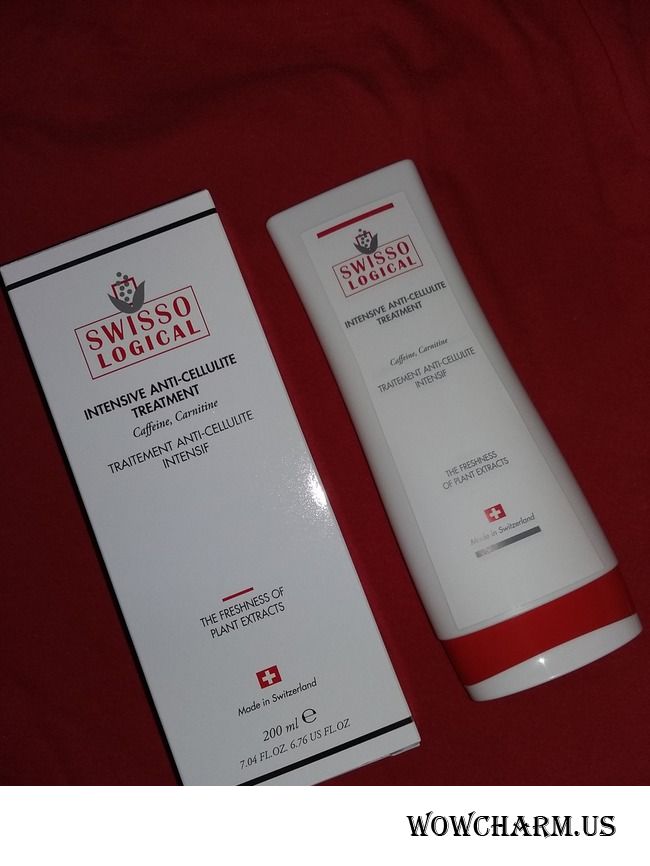 SWISSO
LOGICAL
INTENSIVE ANTI-CELLULITE
TREATMENT
Caffeine, Carnitine
TRAITEMENT ANTI-CELLULITE
INTENSIF
THE FRESHNESS OF
PLANT EXTRACTS
Made in Switzerland
200 ml e
7.04 FL.OZ. 6.76 US FL.OZ
SWISSO
LOGICAL
INTENSIVE ANTI-CELLULITE
TREATMENT
Caffeine, Carnitine
TRAITEMENT ANTI-CELLULITE
INTENSIF
THE FRESHNESS
OF PLANT EXTRACTS
Made in Switzerland
WOWCHARM.US